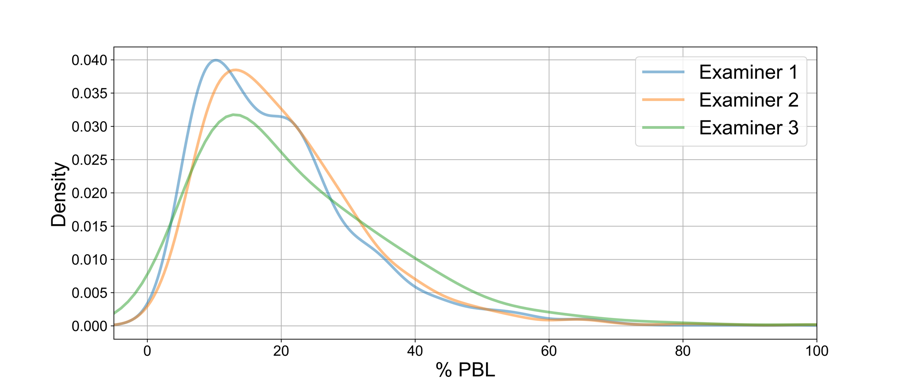 0.040
0.035
0.030
0.025
0.020
0.015
0.010
0.005
0.000
Density
0 20 40 60 80 100
% PBL
Examiner 1
Examiner 2
Examiner 3